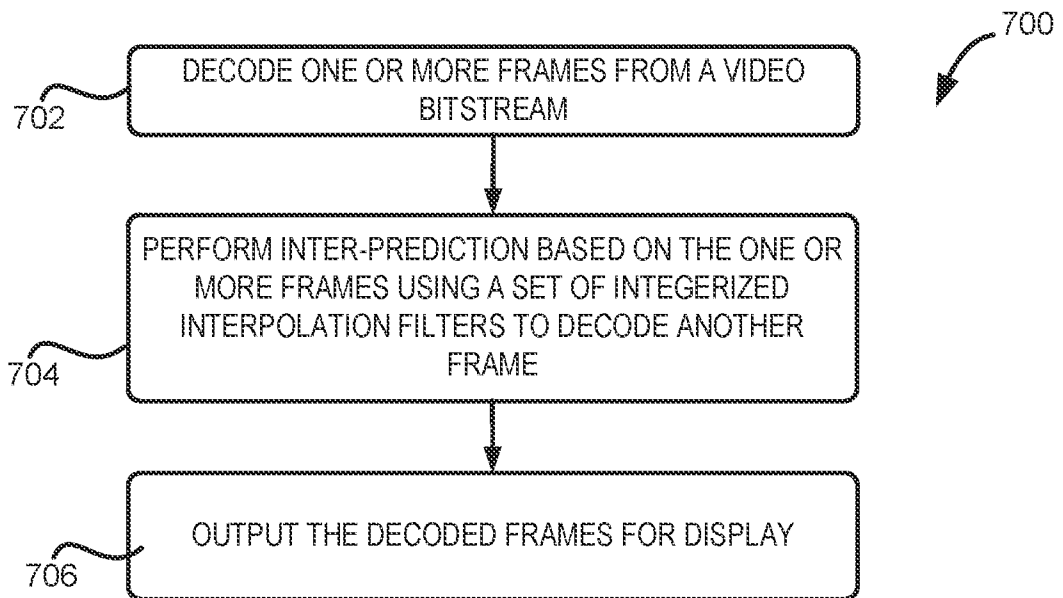 700
DECODE ONE OR MORE FRAMES FROM A VIDEO
BITSTREAM
702
PERFORM INTER-PREDICTION BASED ON THE ONE OR
MORE FRAMES USING A SET OF INTEGERIZED
INTERPOLATION FILTERS TO DECODE ANOTHER
FRAME
704
OUTPUT THE DECODED FRAMES FOR DISPLAY
706